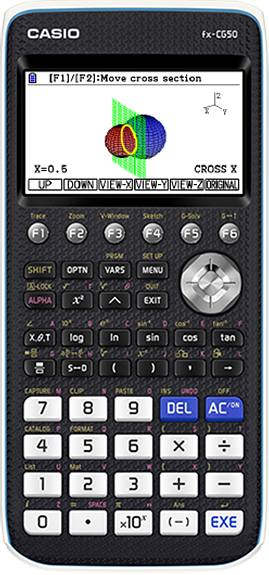 CASIO fx-CG50
[F1]/[F2]:Move cross section
Z
X Y
X=0.5 CROSS X
UP DOWN VIEW-X VIEW-Y VIEW-Z ORIGINAL
Trace Zoom V-Window Sketch G-Solv G↔T
F1 F2 F3 F4 F5 F6
PRGM SET UP
SHIFT OPTN VARS MENU
A-LOCK QUIT
ALPHA x² ^ EXIT
X,θ,T log ln sin cos tan
S↔D ( ) , →
CAPTURE CLIP PASTE INS UNDO OFF
7 8 9 DEL AC/ON
CATALOG FORMAT
4 5 6 × ÷
List Mat
1 2 3 + −
i = SPACE π Ans
0 • ×10ˣ (−) EXE